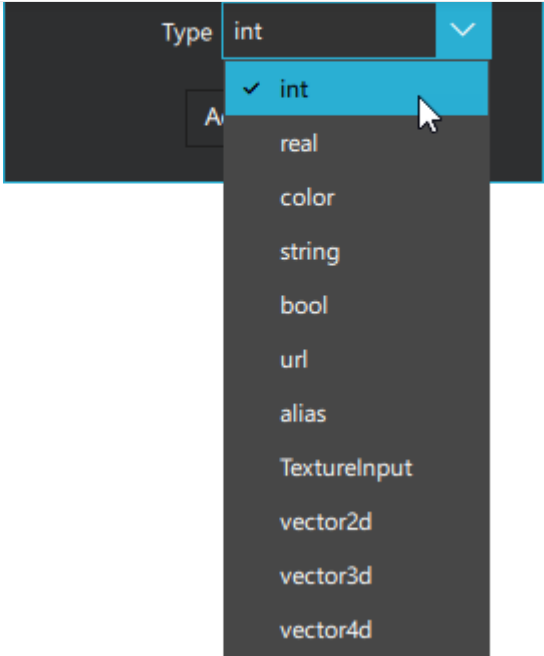 Type int
int
real
color
string
bool
url
alias
TextureInput
vector2d
vector3d
vector4d